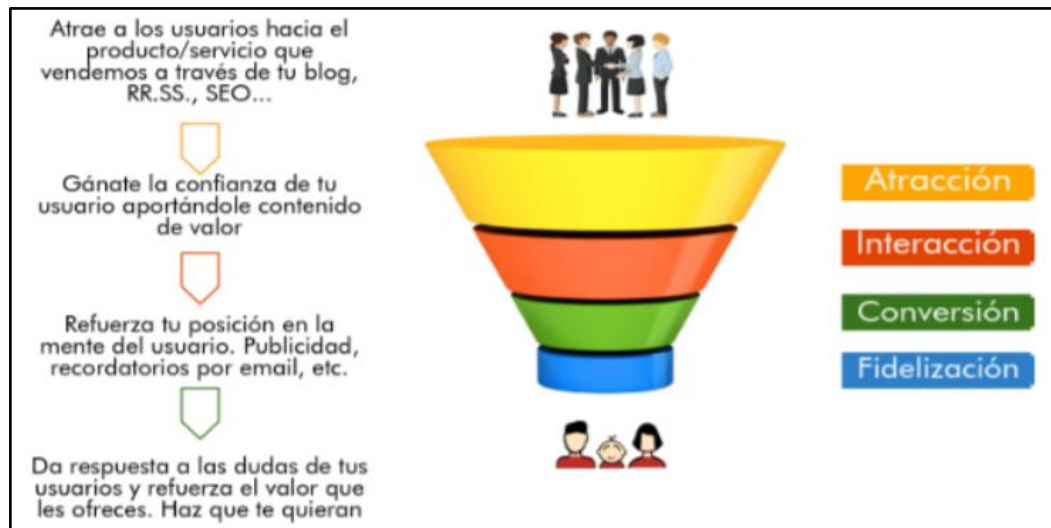 Atrae a los usuarios hacia el
producto/servicio que
vendemos a través de tu blog,
RR.SS., SEO...
Gánate la confianza de tu
usuario aportándole contenido
de valor
Refuerza tu posición en la
mente del usuario. Publicidad,
recordatorios por email, etc.
Da respuesta a las dudas de tus
usuarios y refuerza el valor que
les ofreces. Haz que te quieran
Atracción
Interacción
Conversión
Fidelización